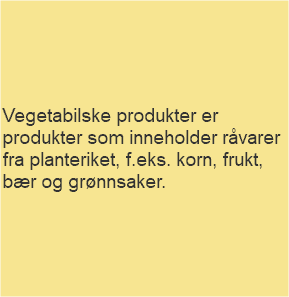 Vegetabilske produkter er
produkter som inneholder råvarer
fra planteriket, f.eks. korn, frukt,
bær og grønnsaker.